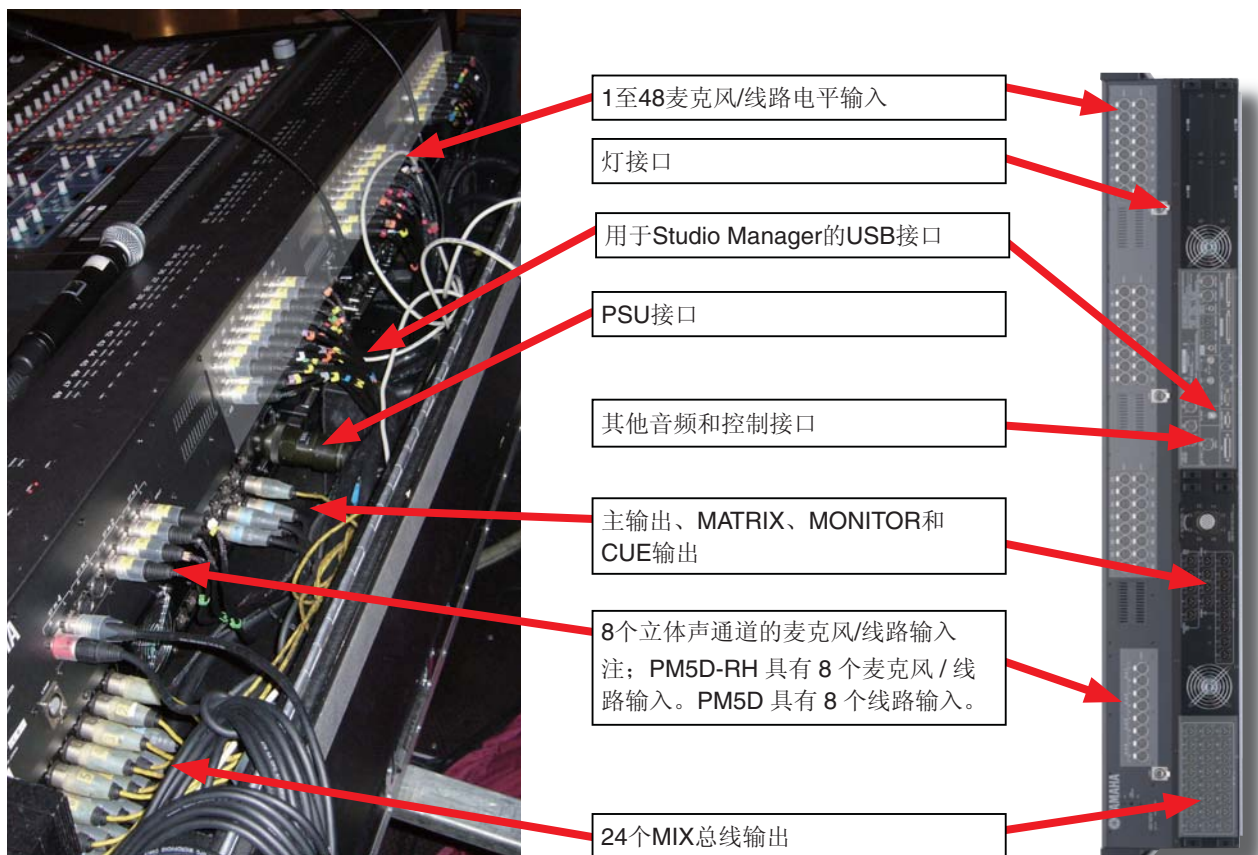 1至48麦克风/线路电平输入
灯接口
用于Studio Manager的USB接口
PSU接口
其他音频和控制接口
主输出、MATRIX、MONITOR和
CUE输出
8个立体声通道的麦克风/线路输入
注；PM5D-RH 具有 8 个麦克风 / 线
路输入。PM5D 具有 8 个线路输入。
24个MIX总线输出
YAMAHA